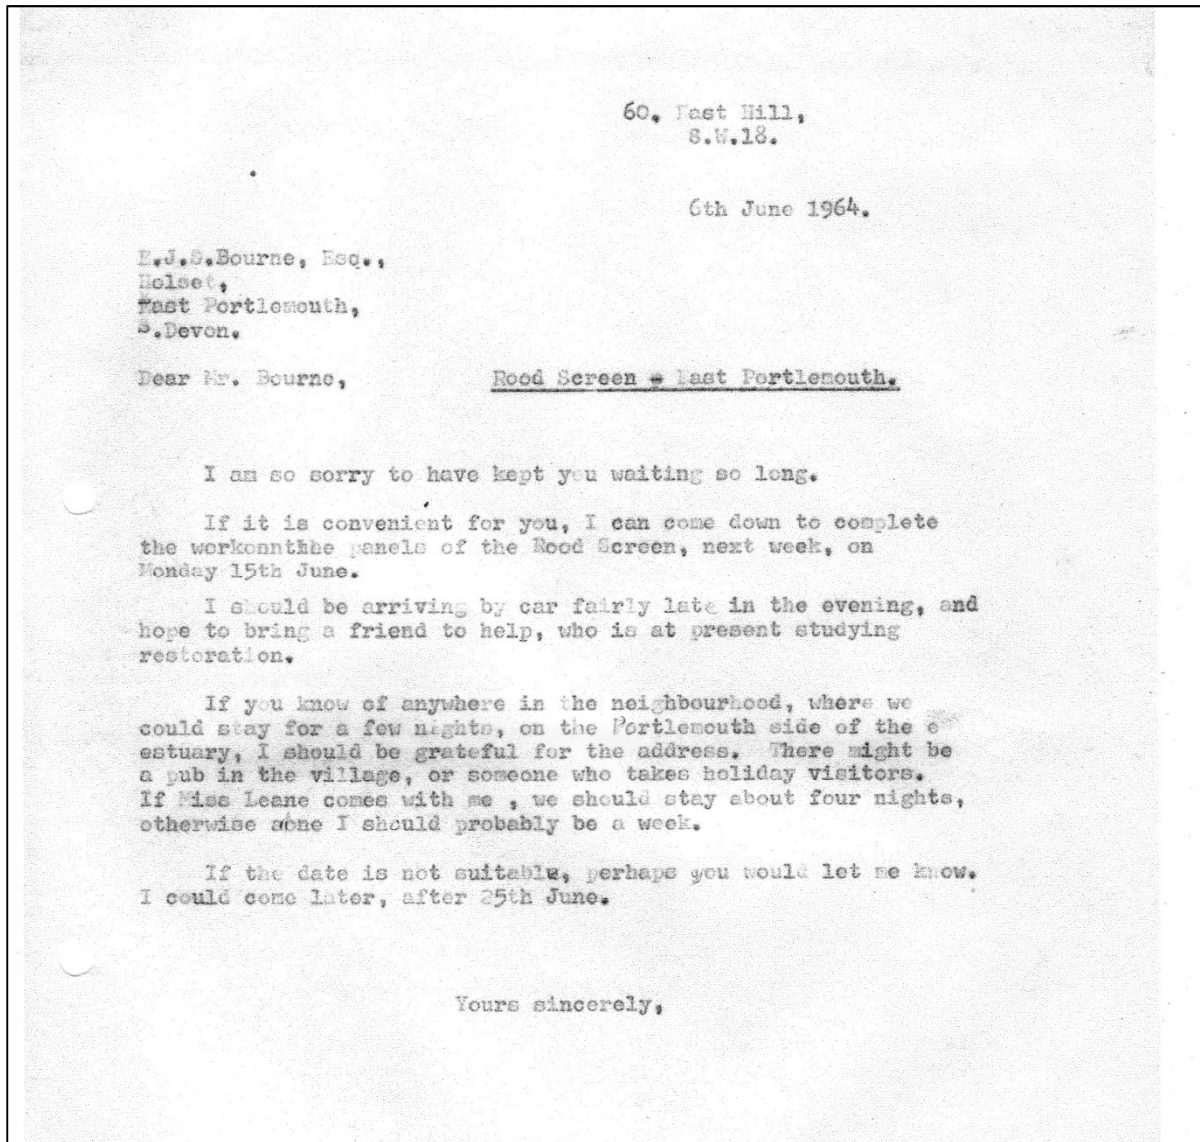 60, East Hill,
S.W.18.
6th June 1964.
E.J.S.Bourne, Esq.,
Holset,
East Portlemouth,
S.Devon.
Dear Mr. Bourne,
Rood Screen - East Portlemouth.
I am so sorry to have kept you waiting so long.
If it is convenient for you, I can come down to complete
the workonnthhe panels of the Rood Screen, next week, on
Monday 15th June.
I should be arriving by car fairly late in the evening, and
hope to bring a friend to help, who is at present studying
restoration.
If you know of anywhere in the neighbourhood, where we
could stay for a few nights, on the Portlemouth side of the e
estuary, I should be grateful for the address. There might be
a pub in the village, or someone who takes holiday visitors.
If Miss Leane comes with me , we should stay about four nights,
otherwise aone I should probably be a week.
If the date is not suitable, perhaps you would let me know.
I could come later, after 25th June.
Yours sincerely,